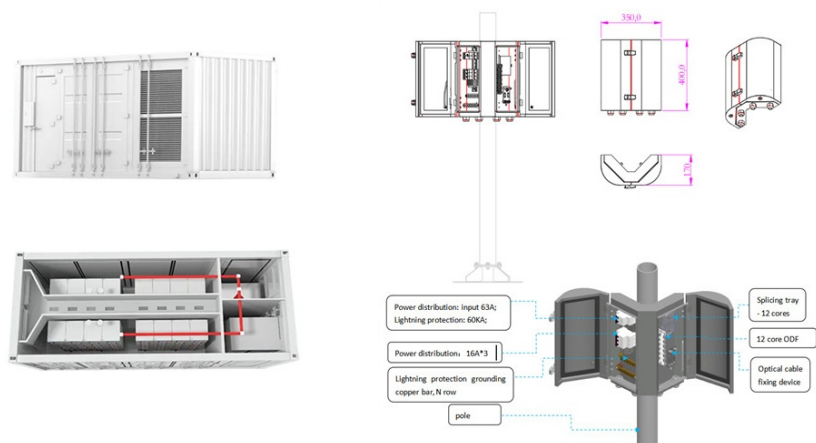 350,0
400,0
170
Power distribution: input 63A;
Lightning protection: 60KA;
Power distribution: 16A*3
Lightning protection grounding
copper bar, N row
pole
Splicing tray
- 12 cores
12 core ODF
Optical cable
fixing device